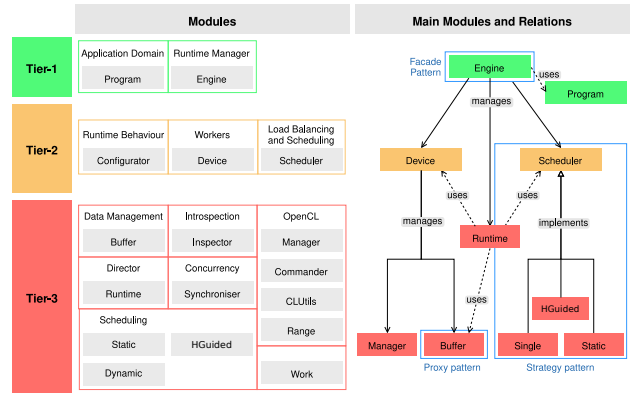 Modules
Main Modules and Relations
Tier-1
Application Domain
Runtime Manager
Program
Engine
Tier-2
Runtime Behaviour
Workers
Load Balancing
and Scheduling
Configurator
Device
Scheduler
Tier-3
Data Management
Introspection
OpenCL
Buffer
Inspector
Manager
Director
Concurrency
Commander
Runtime
Synchroniser
CLUtils
Scheduling
Range
Static
HGuided
Dynamic
Work
Facade
Pattern
Engine
uses
Program
manages
Device
Scheduler
uses
uses
manages
implements
Runtime
uses
HGuided
Manager
Buffer
Single
Static
Proxy pattern
Strategy pattern